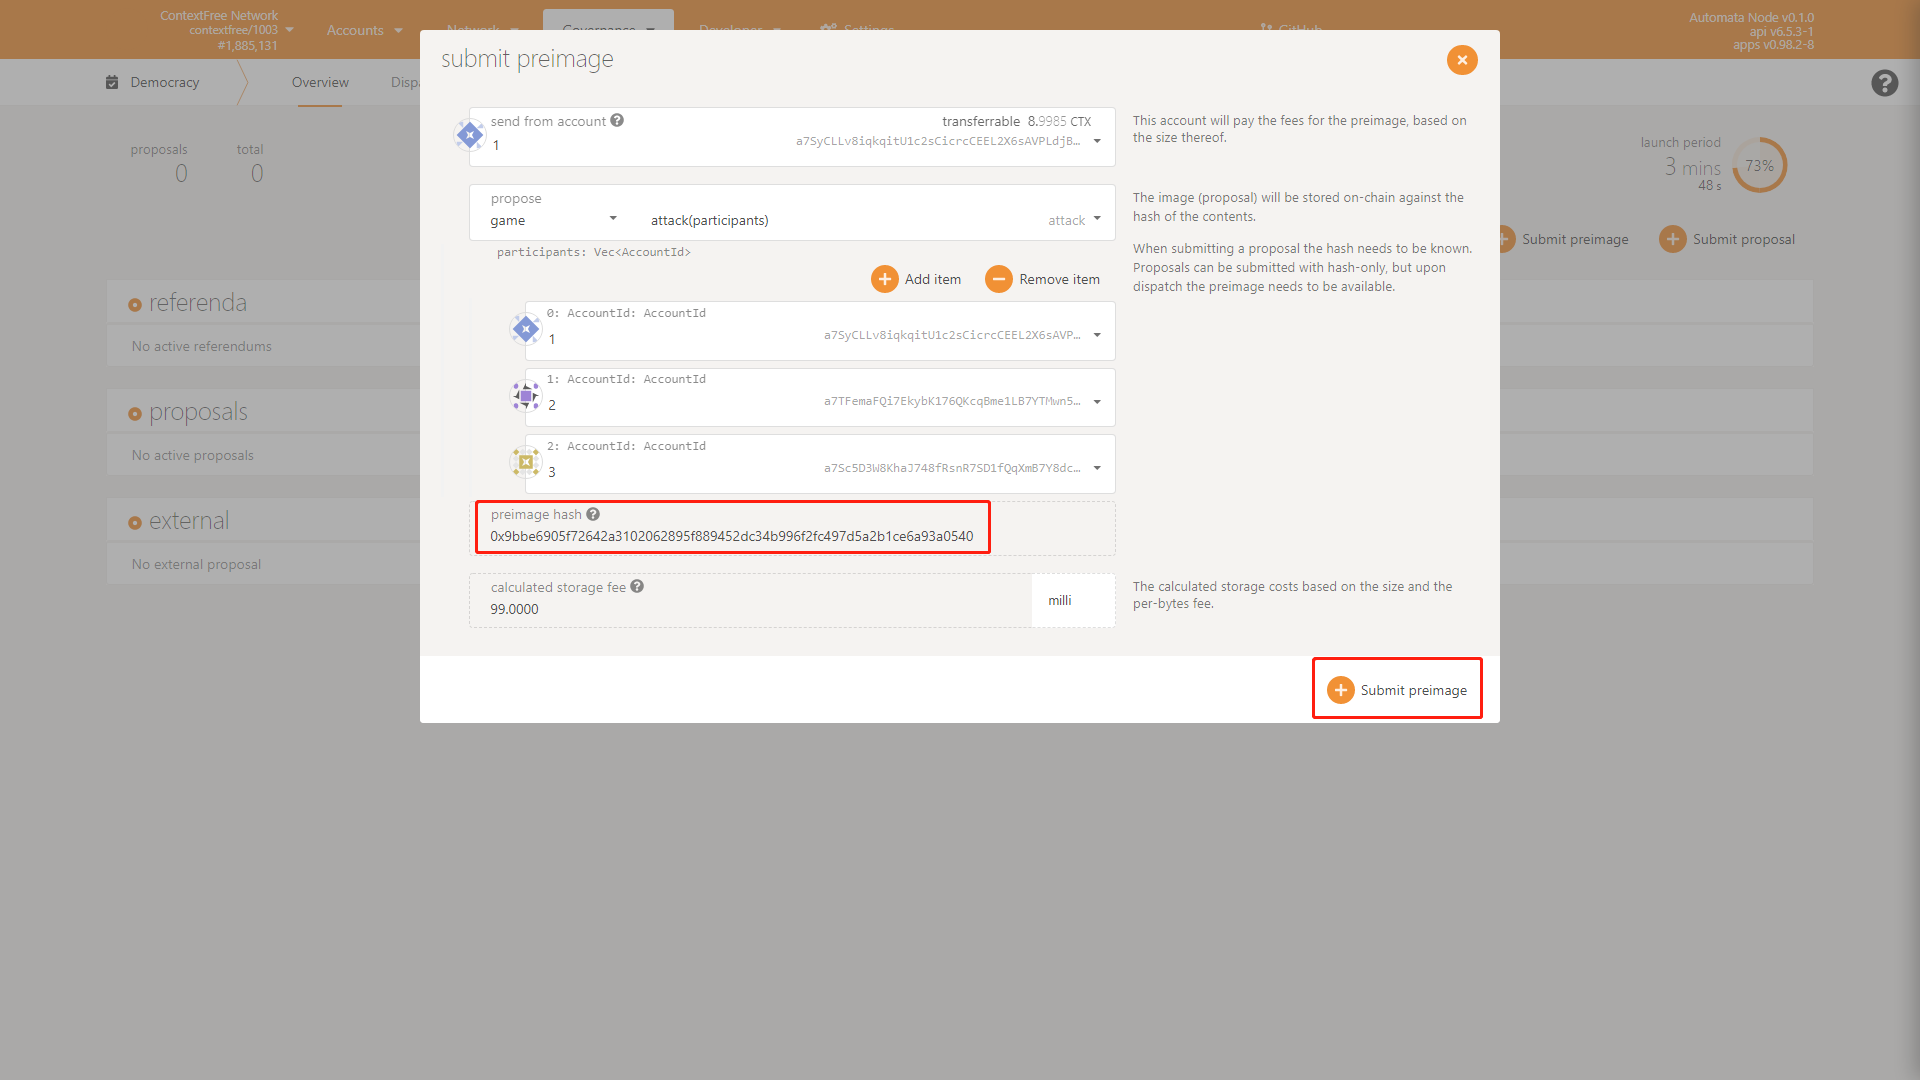 ContextFree Network
contextfree/1003
#1,885,131
Accounts
Network
Governance
Developer
Settings
GitHub
Automata Node v0.1.0
api v6.5.3-1
apps v0.98.2-8
Democracy
Overview
proposals
0
total
0
launch period
3 mins
48 s
73%
Submit preimage
Submit proposal
referenda
No active referendums
proposals
No active proposals
external
No external proposal
submit preimage
send from account
transferrable 8.9985 CTX
1
a7SyCLLv8iqkqitU1c2sCicrcCEEL2X6sAVPLdjB…
This account will pay the fees for the preimage, based on
the size thereof.
propose
game
attack(participants)
attack
The image (proposal) will be stored on-chain against the
hash of the contents.
When submitting a proposal the hash needs to be known.
Proposals can be submitted with hash-only, but upon
dispatch the preimage needs to be available.
participants: Vec<AccountId>
Add item
Remove item
0: AccountId: AccountId
1
a7SyCLLv8iqkqitU1c2sCicrcCEEL2X6sAVP…
1: AccountId: AccountId
2
a7TFemaFQi7EkybK176QKcqBme1LB7YTMwn5…
2: AccountId: AccountId
3
a7Sc5D3W8KhaJ748fRsnR7SD1fQqXmB7Y8dc…
preimage hash
0x9bbe6905f72642a3102062895f889452dc34b996f2fc497d5a2b1ce6a93a0540
calculated storage fee
99.0000
milli
The calculated storage costs based on the size and the
per-bytes fee.
Submit preimage